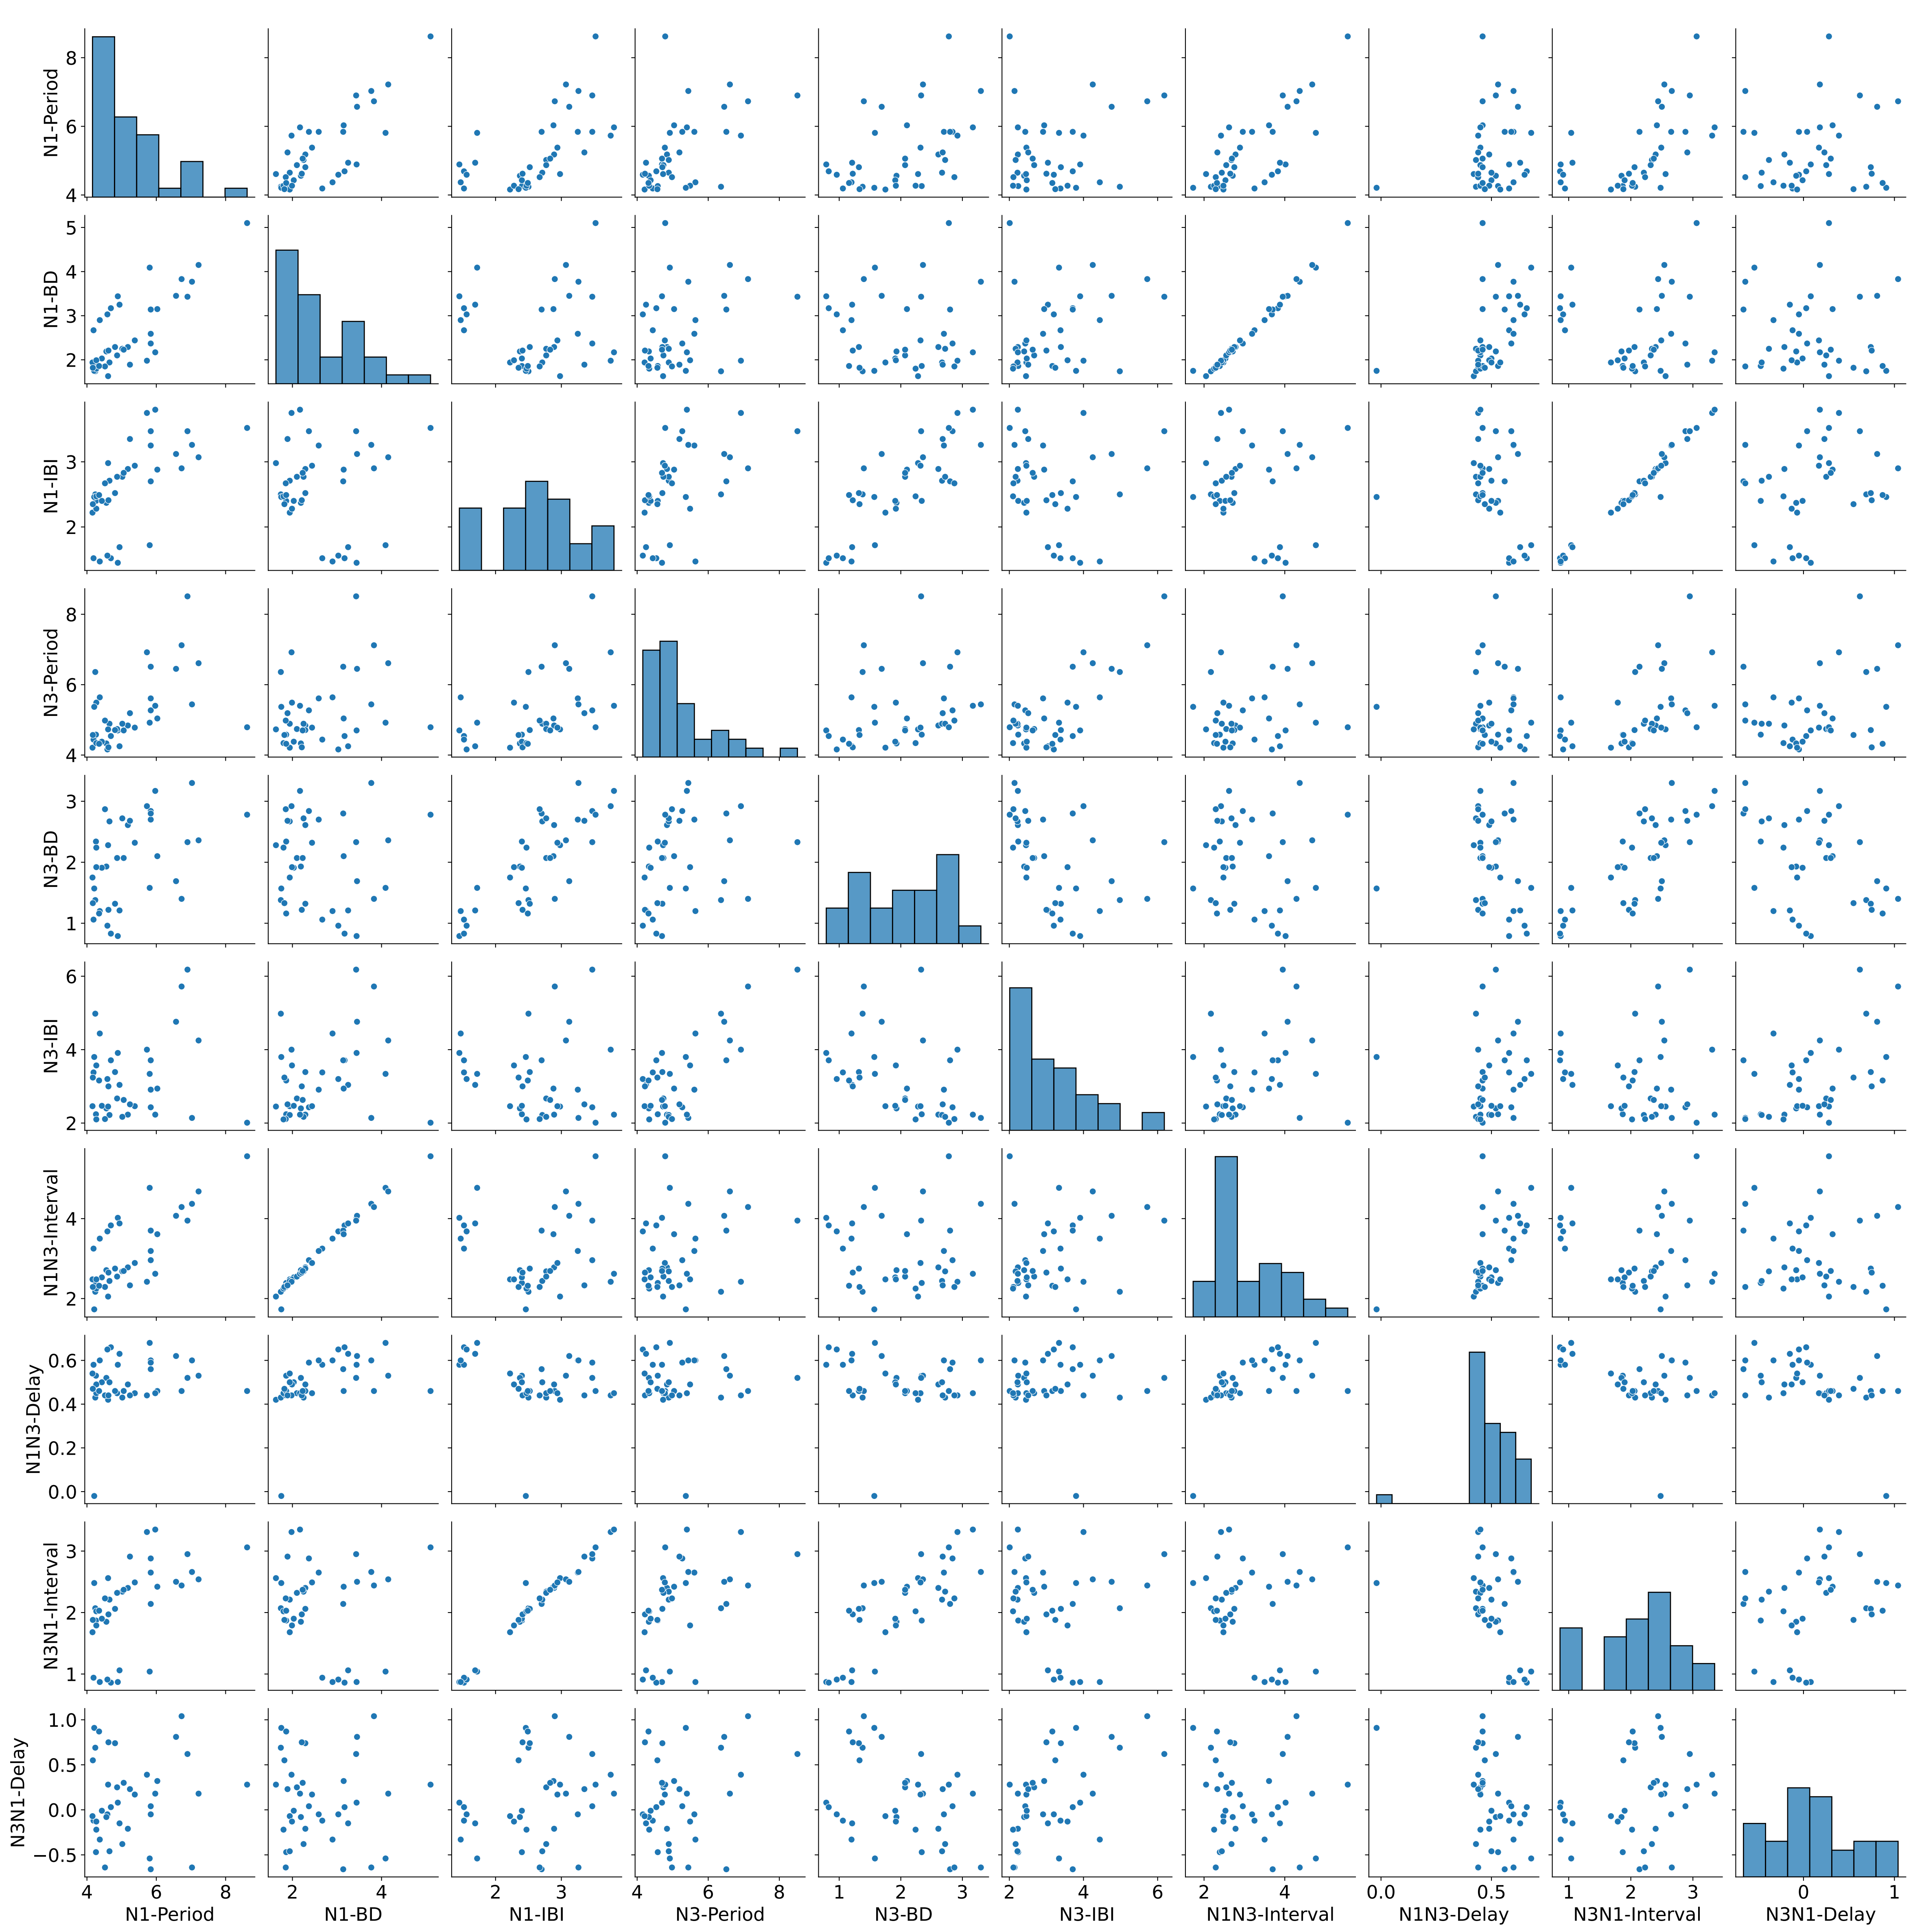 N1-Period
8
6
4
N1-BD
5
4
3
2
N1-IBI
3
2
N3-Period
8
6
4
N3-BD
3
2
1
N3-IBI
6
4
2
N1N3-Interval
4
2
N1N3-Delay
0.6
0.4
0.2
0.0
N3N1-Interval
3
2
1
N3N1-Delay
1.0
0.5
0.0
−0.5
4 6 8 2 4 2 3 4 6 8 1 2 3 2 4 6 2 4 0.0 0.5 1 2 3 0 1
N1-Period N1-BD N1-IBI N3-Period N3-BD N3-IBI N1N3-Interval N1N3-Delay N3N1-Interval N3N1-Delay